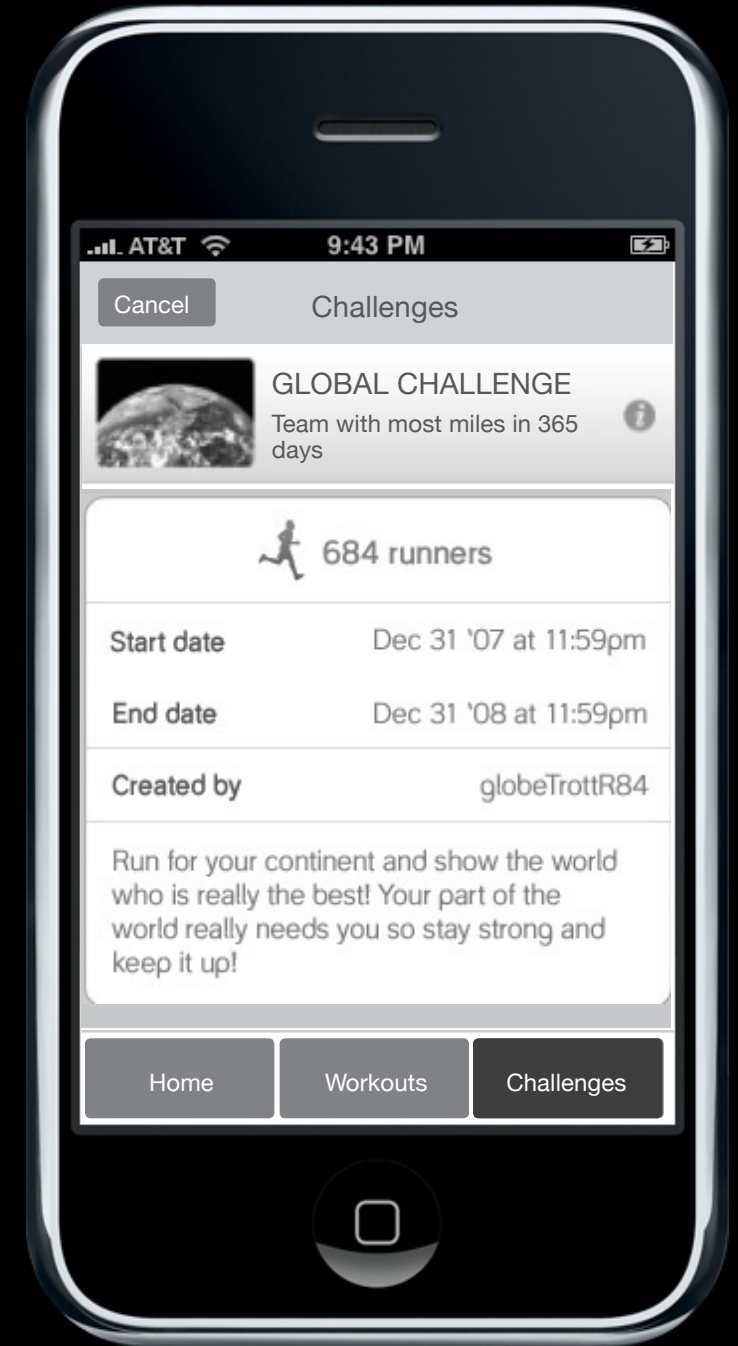 AT&T 9:43 PM
Cancel Challenges
GLOBAL CHALLENGE
Team with most miles in 365
days
684 runners
Start date Dec 31 '07 at 11:59pm
End date Dec 31 '08 at 11:59pm
Created by globeTrottR84
Run for your continent and show the world
who is really the best! Your part of the
world really needs you so stay strong and
keep it up!
Home Workouts Challenges